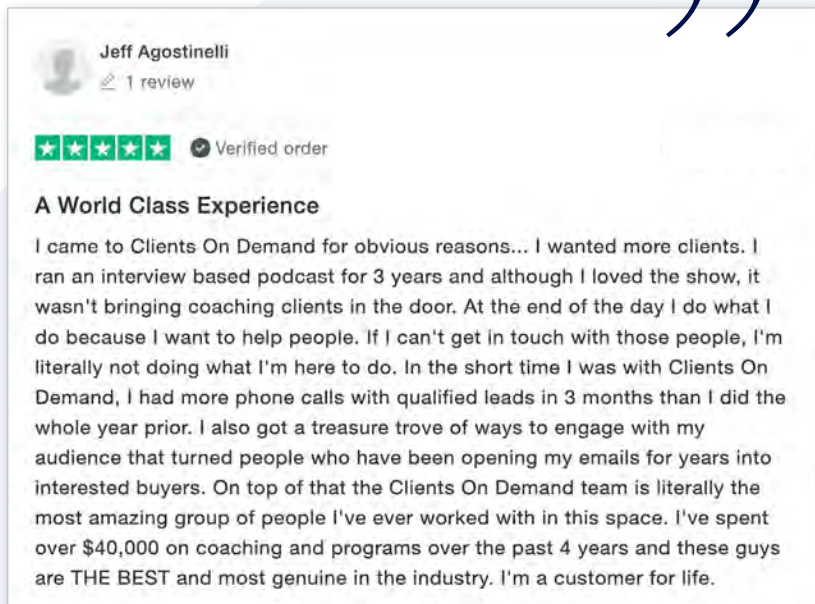 Jeff Agostinelli
1 review
Verified order
A World Class Experience
I came to Clients On Demand for obvious reasons... I wanted more clients. I
ran an interview based podcast for 3 years and although I loved the show, it
wasn't bringing coaching clients in the door. At the end of the day I do what I
do because I want to help people. If I can't get in touch with those people, I'm
literally not doing what I'm here to do. In the short time I was with Clients On
Demand, I had more phone calls with qualified leads in 3 months than I did the
whole year prior. I also got a treasure trove of ways to engage with my
audience that turned people who have been opening my emails for years into
interested buyers. On top of that the Clients On Demand team is literally the
most amazing group of people I've ever worked with in this space. I've spent
over $40,000 on coaching and programs over the past 4 years and these guys
are THE BEST and most genuine in the industry. I'm a customer for life.